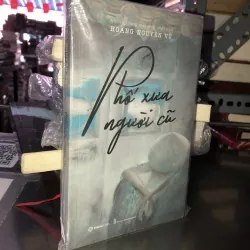 HOÀNG NGUYÊN VŨ
Phố xưa
người cũ